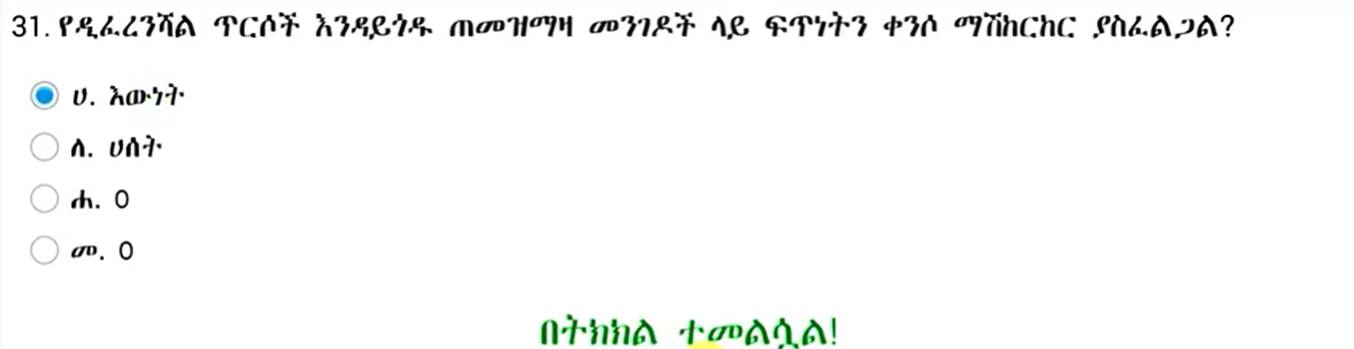 31. የዲፈረንሻል ጥርሶች እንዳይጎዱ ጠመዝማዛ መንገዶች ላይ ፍጥነትን ቀንሶ ማሽከርከር ያስፈልጋል?
ሀ. እውነት
ለ. ሀሰት
ሐ. 0
መ. 0
በትክክል ተመልሷል!